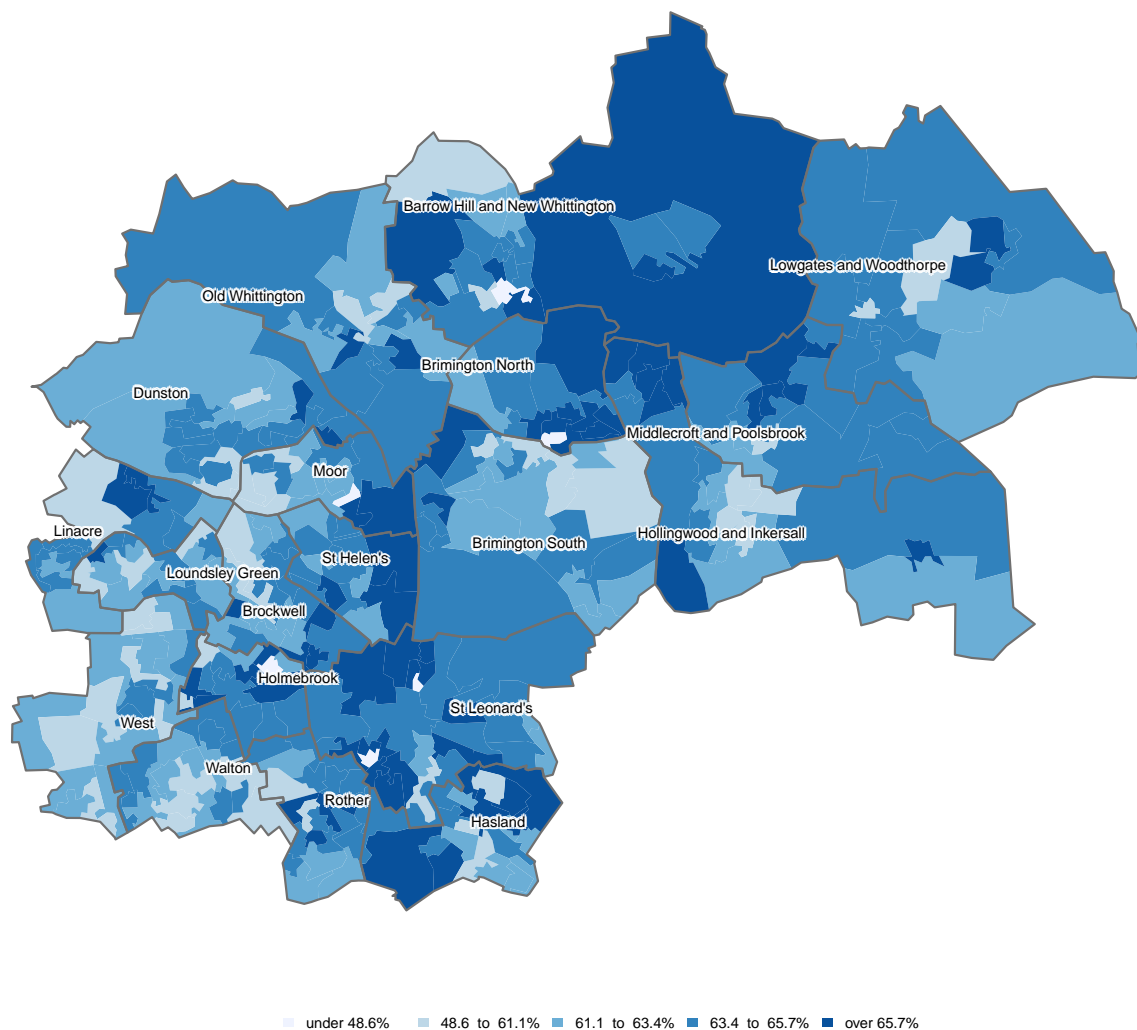 Barrow Hill and New Whittington
Lowgates and Woodthorpe
Old Whittington
Brimington North
Dunston
Middlecroft and Poolsbrook
Moor
Linacre
Hollingwood and Inkersall
Brimington South
St Helen's
Loundsley Green
Brockwell
Holmebrook
St Leonard's
West
Walton
Rother
Hasland
under 48.6% 48.6 to 61.1% 61.1 to 63.4% 63.4 to 65.7% over 65.7%